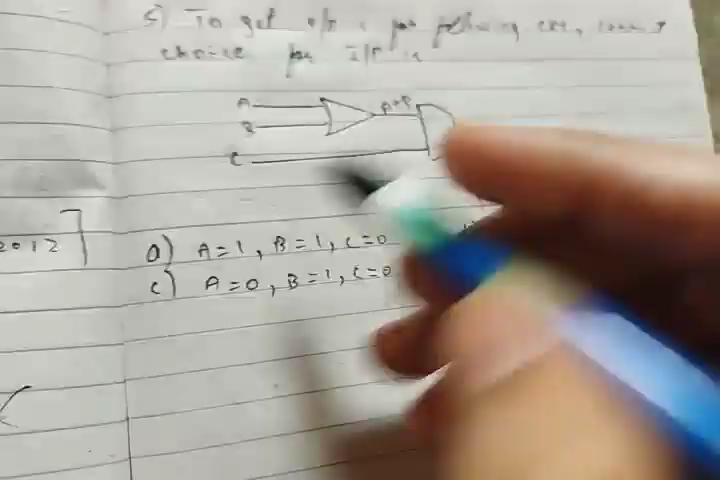 5) To get o/p 1 for following ckt, correct
choice for I/P is
A
A+B
B
C
2012]
a) A=1, B=1, C=0
c) A=0, B=1, C=0